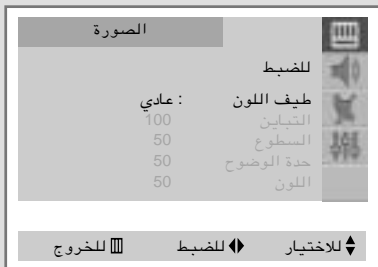 الصورة
للضبط
طيف اللون : عادي
التباين 100
السطوع 50
حدة الوضوح 50
اللون 50
للاختيار للضبط للخروج